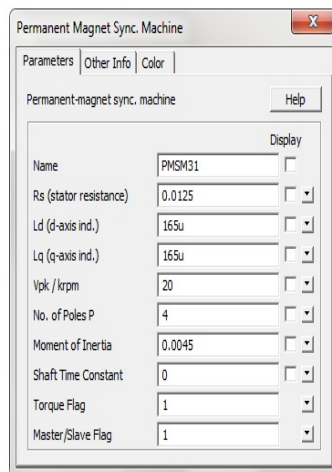 Permanent Magnet Sync. Machine
X
Parameters Other Info Color
Permanent-magnet sync. machine Help
Display
Name PMSM31
Rs (stator resistance) 0.0125
Ld (d-axis ind.) 165u
Lq (q-axis ind.) 165u
Vpk / krpm 20
No. of Poles P 4
Moment of Inertia 0.0045
Shaft Time Constant 0
Torque Flag 1
Master/Slave Flag 1